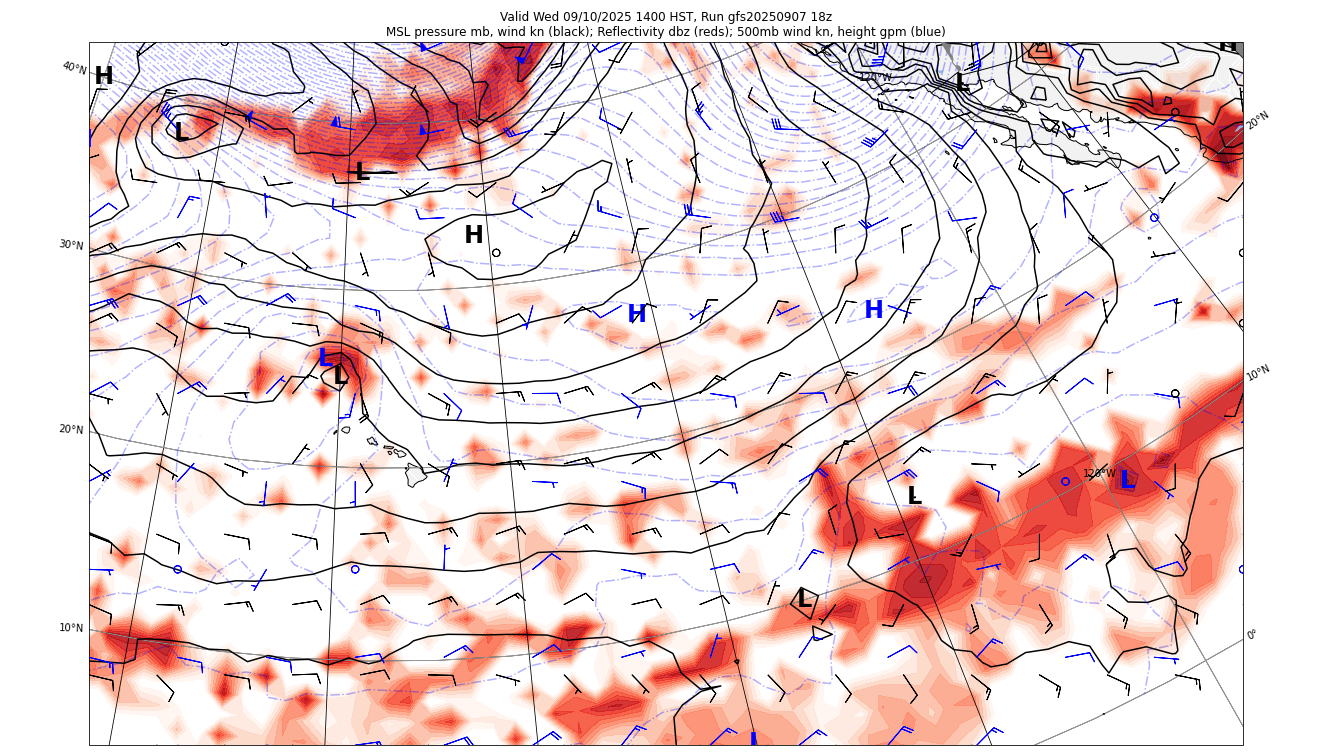 Valid Wed 09/10/2025 1400 HST, Run gfs20250907 18z
MSL pressure mb, wind kn (black); Reflectivity dbz (reds); 500mb wind kn, height gpm (blue)
H
40°N
H
120°W
L
20°N
L
L
H
30°N
H
H
L
L
10°N
20°N
120°W
L
L
L
10°N
0°
L